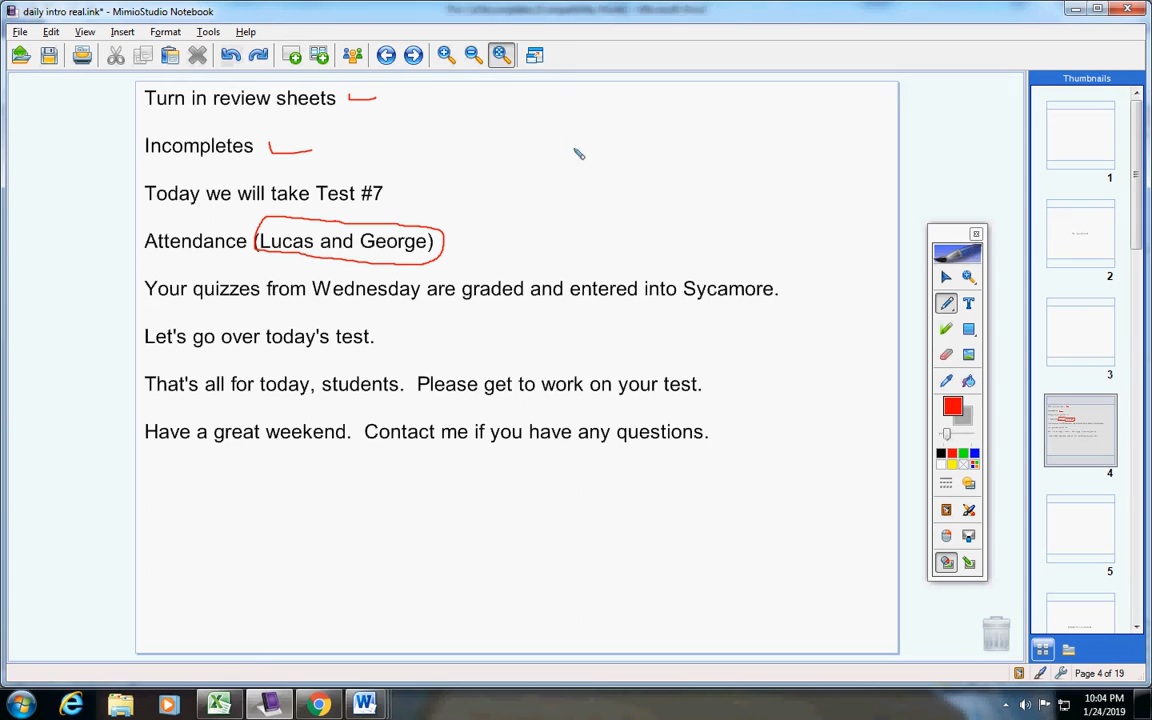 daily intro real.ink* - MimioStudio Notebook
File Edit View Insert Format Tools Help
Turn in review sheets
Incompletes
Today we will take Test #7
Attendance (Lucas and George)
Your quizzes from Wednesday are graded and entered into Sycamore.
Let's go over today's test.
That's all for today, students. Please get to work on your test.
Have a great weekend. Contact me if you have any questions.
Thumbnails
1
2
3
4
5
Page 4 of 19
10:04 PM
1/24/2019